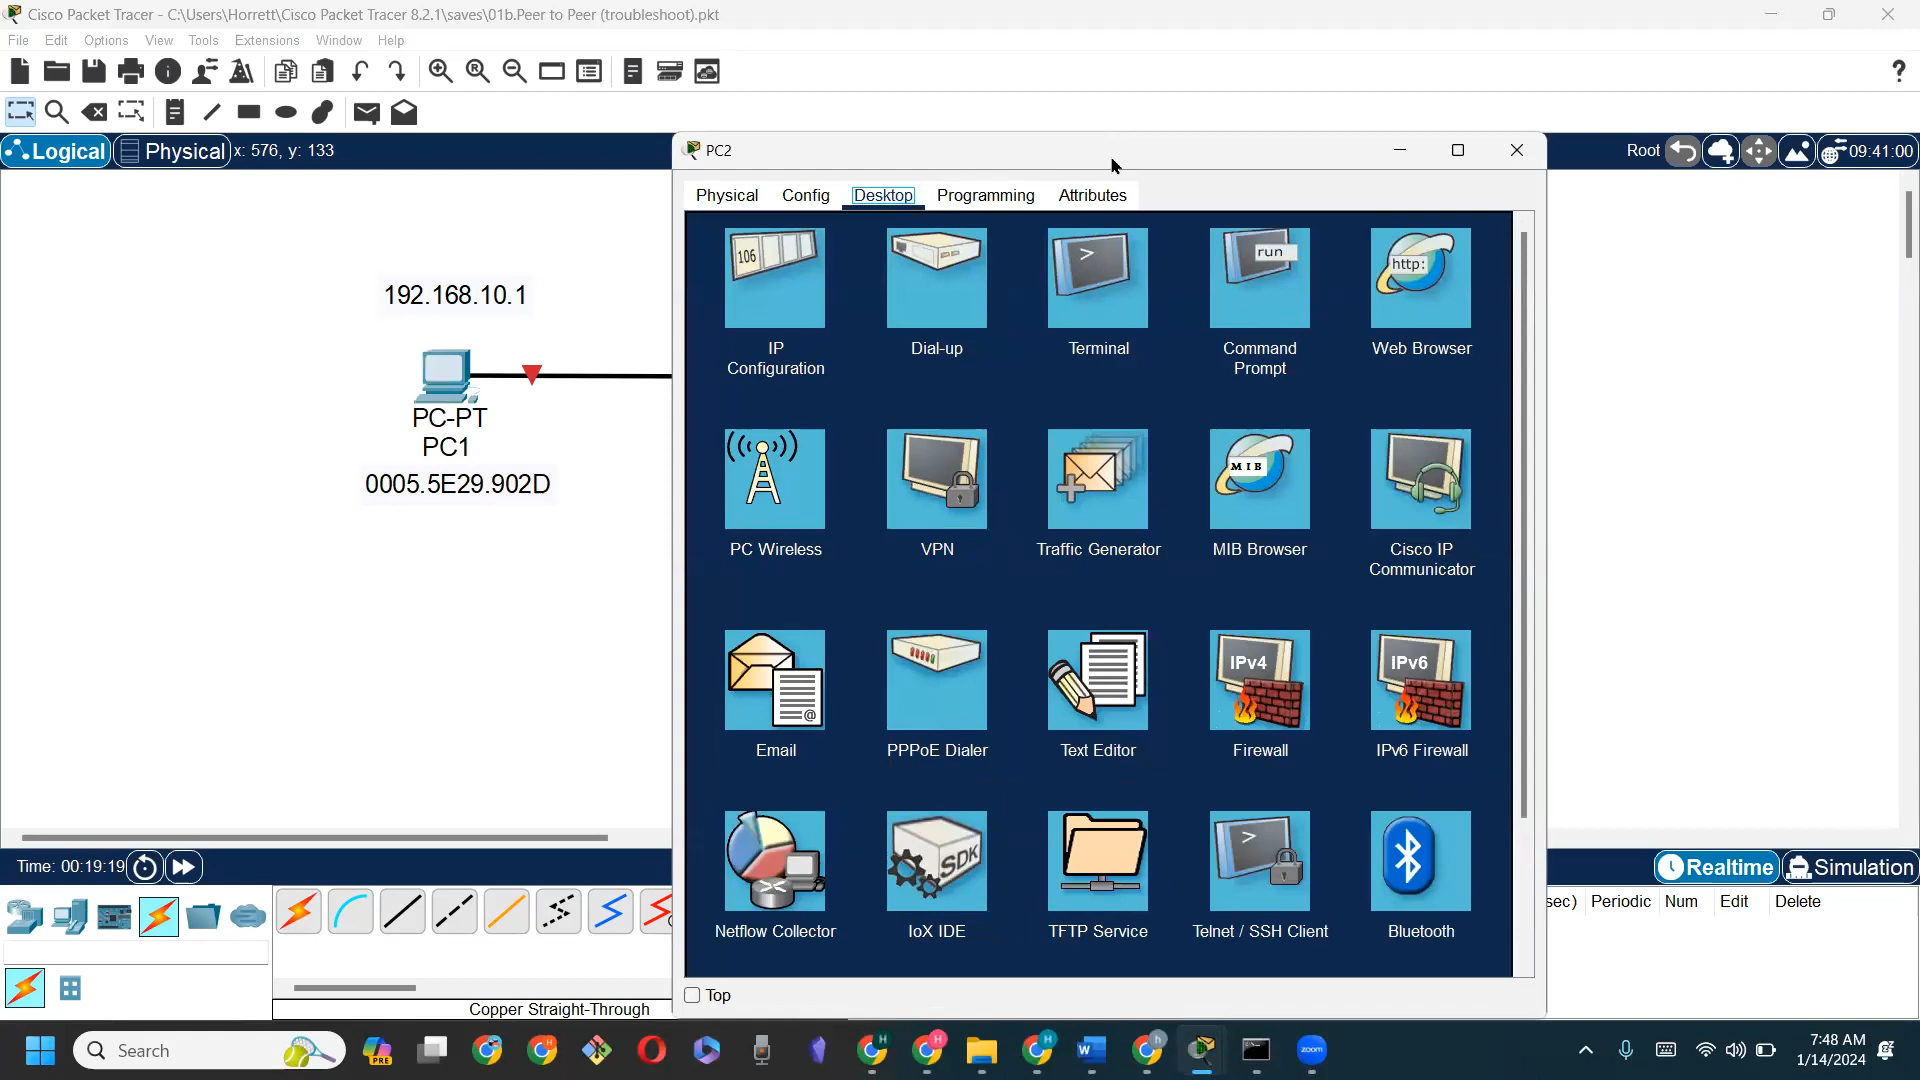 Cisco Packet Tracer - C:\Users\Horrett\Cisco Packet Tracer 8.2.1\saves\01b.Peer to Peer (troubleshoot).pkt
File Edit Options View Tools Extensions Window Help
?
Logical Physical x: 576, y: 133
Root 09:41:00
PC2
Physical Config Desktop Programming Attributes
192.168.10.1
PC-PT
PC1
0005.5E29.902D
106
>
run
http:
IP
Configuration
Dial-up
Terminal
Command
Prompt
Web Browser
MIB
PC Wireless
VPN
Traffic Generator
MIB Browser
Cisco IP
Communicator
@
IPv4
IPv6
Email
PPPoE Dialer
Text Editor
Firewall
IPv6 Firewall
SDK
>
Netflow Collector
IoX IDE
TFTP Service
Telnet / SSH Client
Bluetooth
Top
Time: 00:19:19
Realtime Simulation
sec) Periodic Num Edit Delete
Copper Straight-Through
Search
PRE
zoom
7:48 AM
1/14/2024